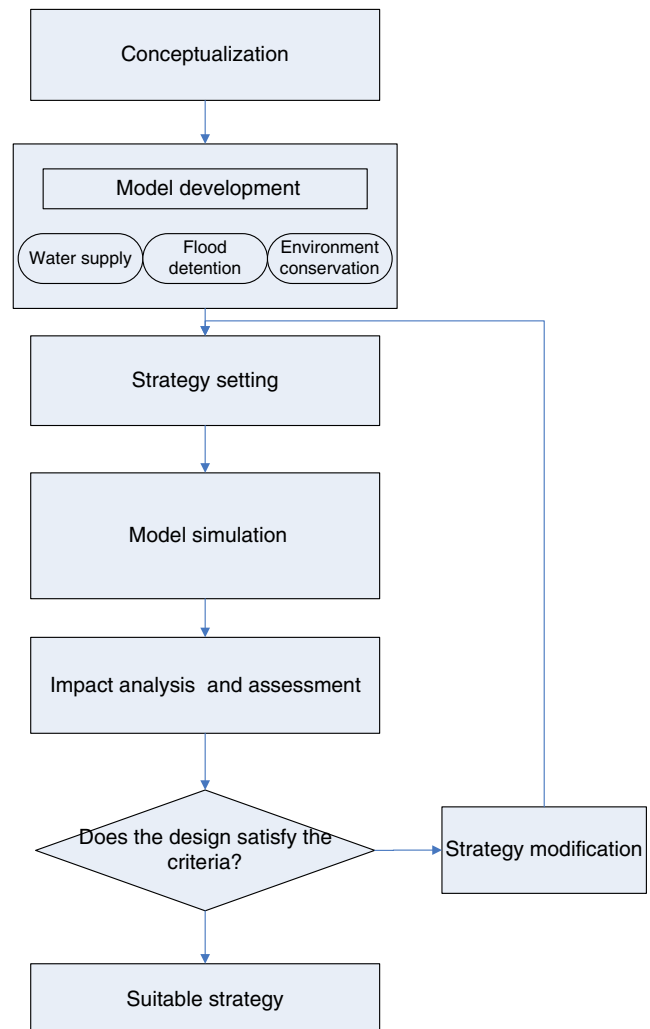 Conceptualization
Model development
Water supply
Flood
detention
Environment
conservation
Strategy setting
Model simulation
Impact analysis and assessment
Does the design satisfy the
criteria?
Strategy modification
Suitable strategy